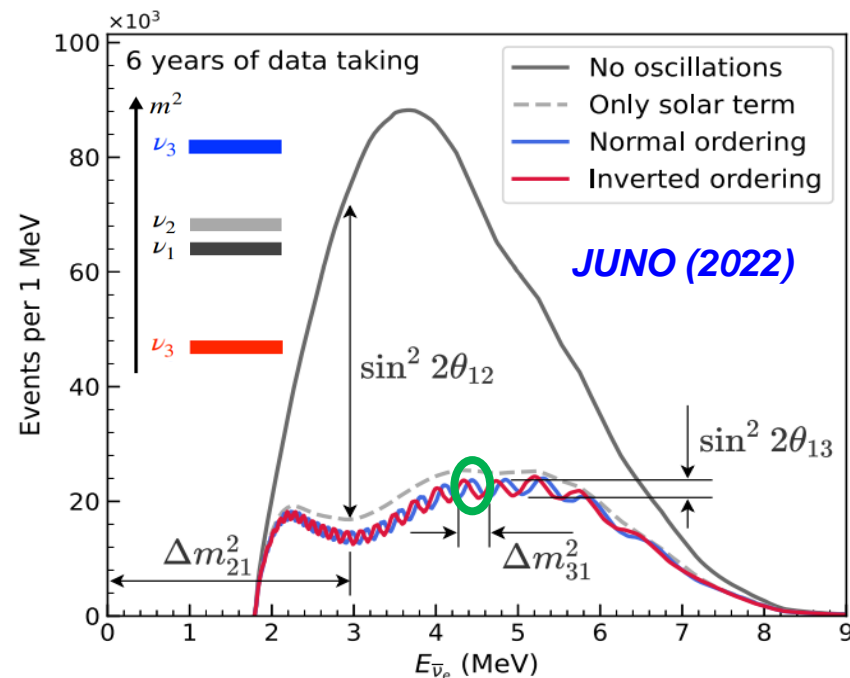 ×10³
100
80
60
40
20
0
Events per 1 MeV
6 years of data taking
m²
ν₃
ν₂
ν₁
ν₃
No oscillations
Only solar term
Normal ordering
Inverted ordering
JUNO (2022)
sin² 2θ₁₂
sin² 2θ₁₃
Δm²₂₁
Δm²₃₁
0 1 2 3 4 5 6 7 8 9
E_ν̄ₑ (MeV)